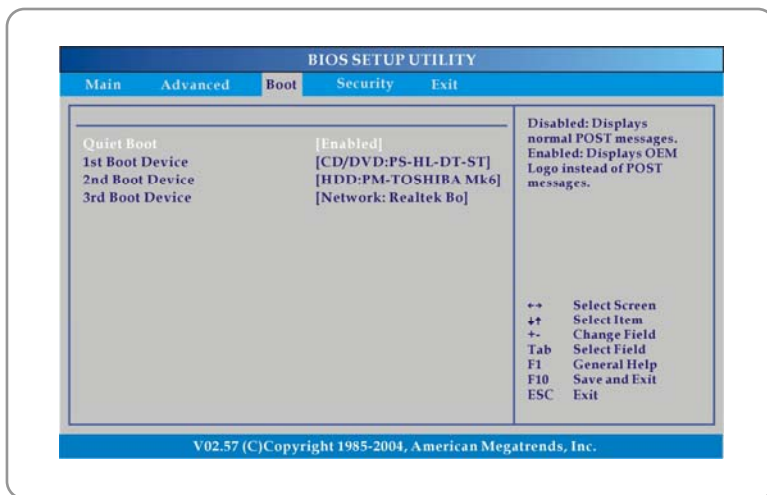 BIOS SETUP UTILITY
Main Advanced Boot Security Exit
Quiet Boot [Enabled]
1st Boot Device [CD/DVD:PS-HL-DT-ST]
2nd Boot Device [HDD:PM-TOSHIBA Mk6]
3rd Boot Device [Network: Realtek Bo]
Disabled: Displays
normal POST messages.
Enabled: Displays OEM
Logo instead of POST
messages.
↔ Select Screen
↓↑ Select Item
+- Change Field
Tab Select Field
F1 General Help
F10 Save and Exit
ESC Exit
V02.57 (C)Copyright 1985-2004, American Megatrends, Inc.